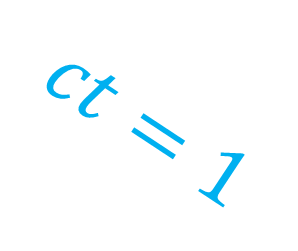 ct = 1